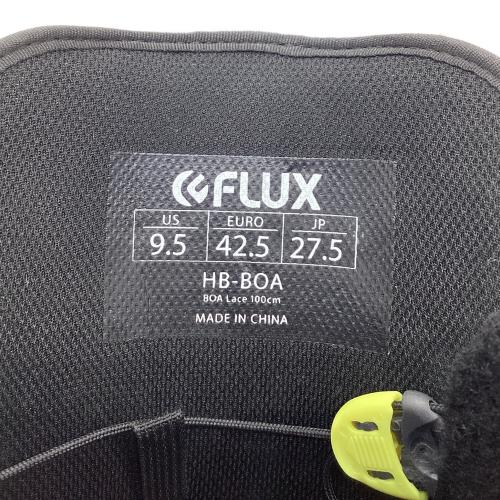 FLUX
US EURO JP
9.5 42.5 27.5
HB-BOA
BOA Lace 100cm
MADE IN CHINA